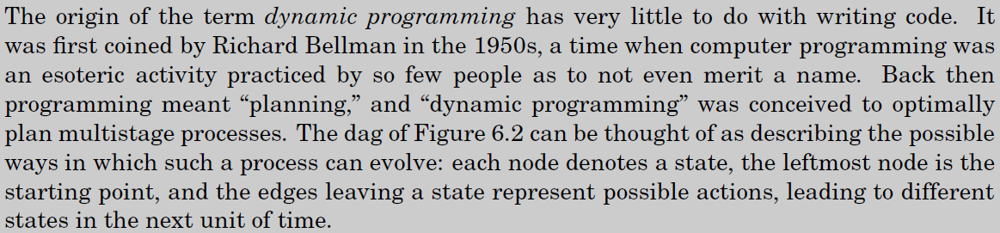 The origin of the term dynamic programming has very little to do with writing code. It
was first coined by Richard Bellman in the 1950s, a time when computer programming was
an esoteric activity practiced by so few people as to not even merit a name. Back then
programming meant “planning,” and “dynamic programming” was conceived to optimally
plan multistage processes. The dag of Figure 6.2 can be thought of as describing the possible
ways in which such a process can evolve: each node denotes a state, the leftmost node is the
starting point, and the edges leaving a state represent possible actions, leading to different
states in the next unit of time.